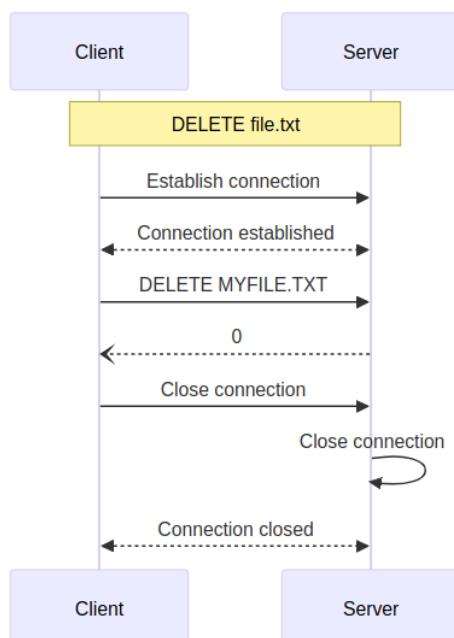 Client
Server
DELETE file.txt
Establish connection
Connection established
DELETE MYFILE.TXT
0
Close connection
Close connection
Connection closed
Client
Server